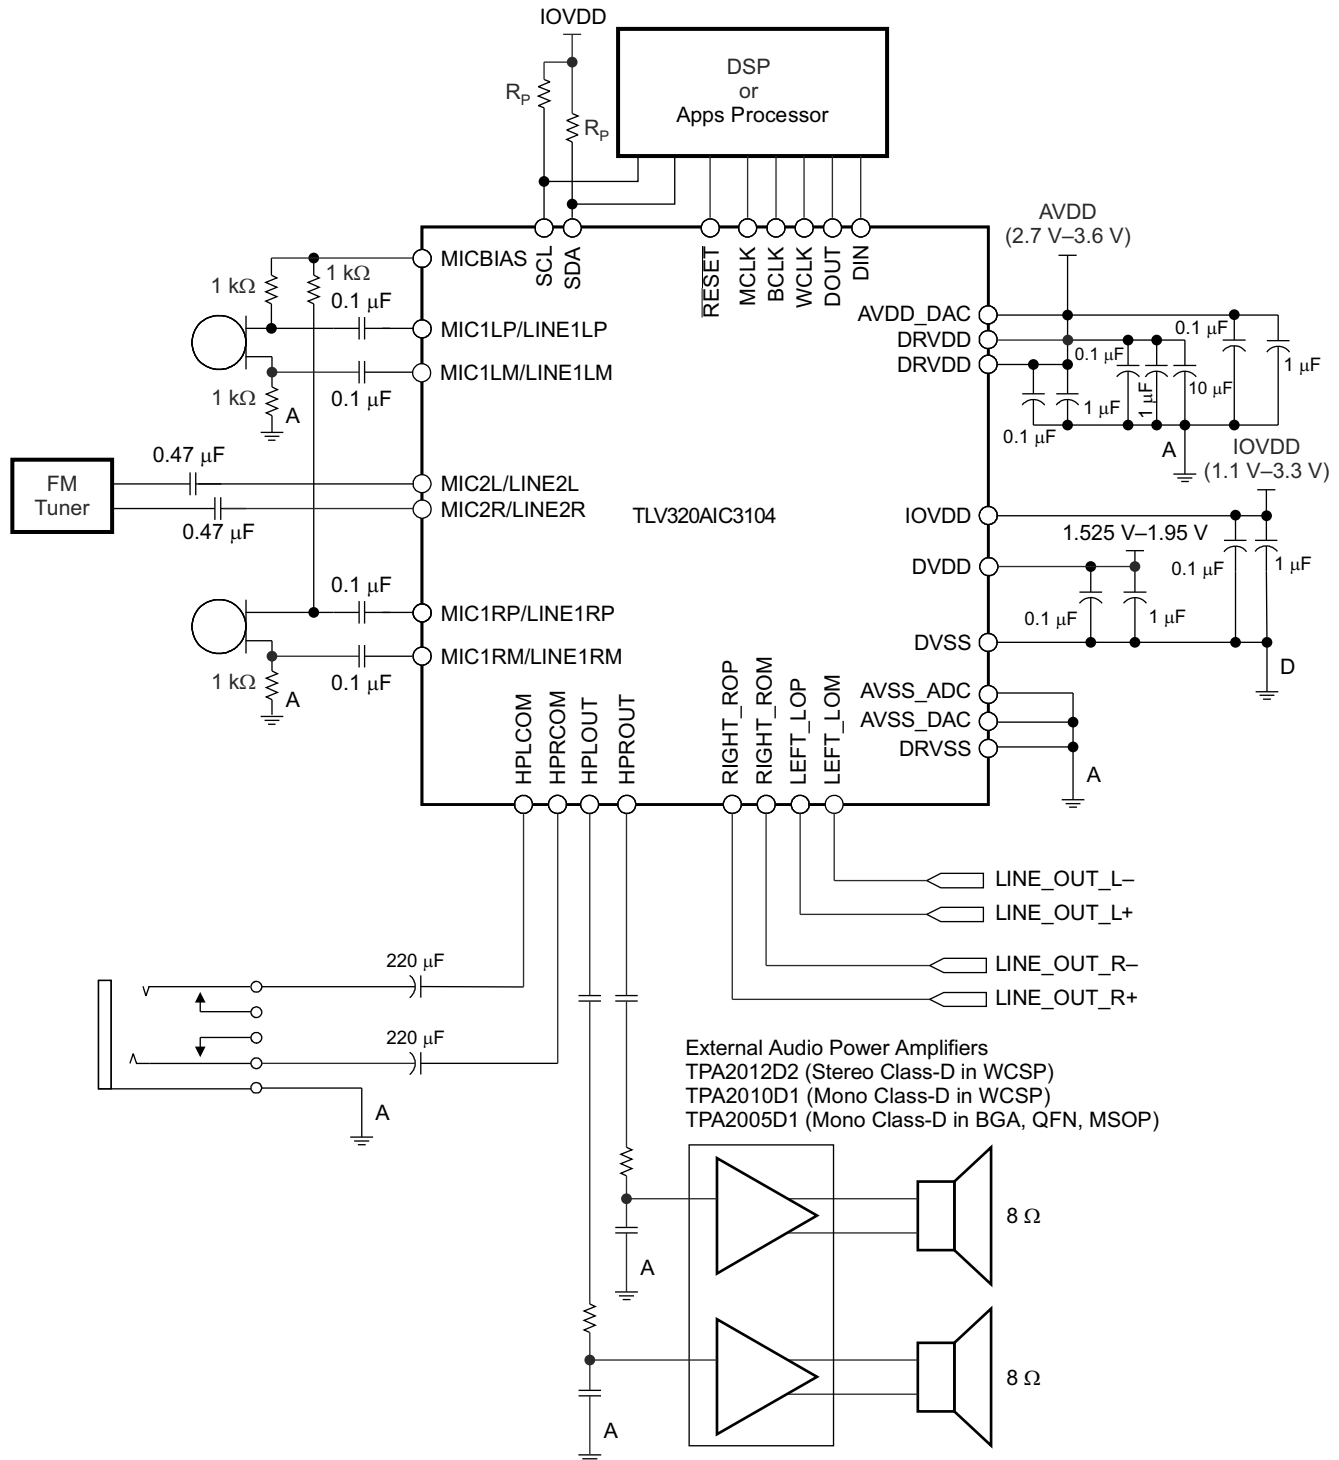 IOVDD
DSP
or
Apps Processor
RP
RP
SCL
SDA
RESET
MCLK
BCLK
WCLK
DOUT
DIN
AVDD
(2.7 V–3.6 V)
MICBIAS
1 kΩ
1 kΩ
0.1 μF
MIC1LP/LINE1LP
MIC1LM/LINE1LM
1 kΩ
A
0.1 μF
AVDD_DAC
DRVDD
DRVDD
0.1 μF
0.1 μF
1 μF
10 μF
1 μF
1 μF
0.1 μF
A
IOVDD
(1.1 V–3.3 V)
FM
Tuner
0.47 μF
0.47 μF
MIC2L/LINE2L
MIC2R/LINE2R
TLV320AIC3104
IOVDD
1.525 V–1.95 V
0.1 μF
1 μF
DVDD
0.1 μF
1 μF
DVSS
D
0.1 μF
MIC1RP/LINE1RP
MIC1RM/LINE1RM
1 kΩ
A
0.1 μF
AVSS_ADC
AVSS_DAC
DRVSS
A
HPLCOM
HPRCOM
HPLOUT
HPROUT
RIGHT_ROP
RIGHT_ROM
LEFT_LOP
LEFT_LOM
LINE_OUT_L–
LINE_OUT_L+
LINE_OUT_R–
LINE_OUT_R+
220 μF
220 μF
A
External Audio Power Amplifiers
TPA2012D2 (Stereo Class-D in WCSP)
TPA2010D1 (Mono Class-D in WCSP)
TPA2005D1 (Mono Class-D in BGA, QFN, MSOP)
8 Ω
A
8 Ω
A